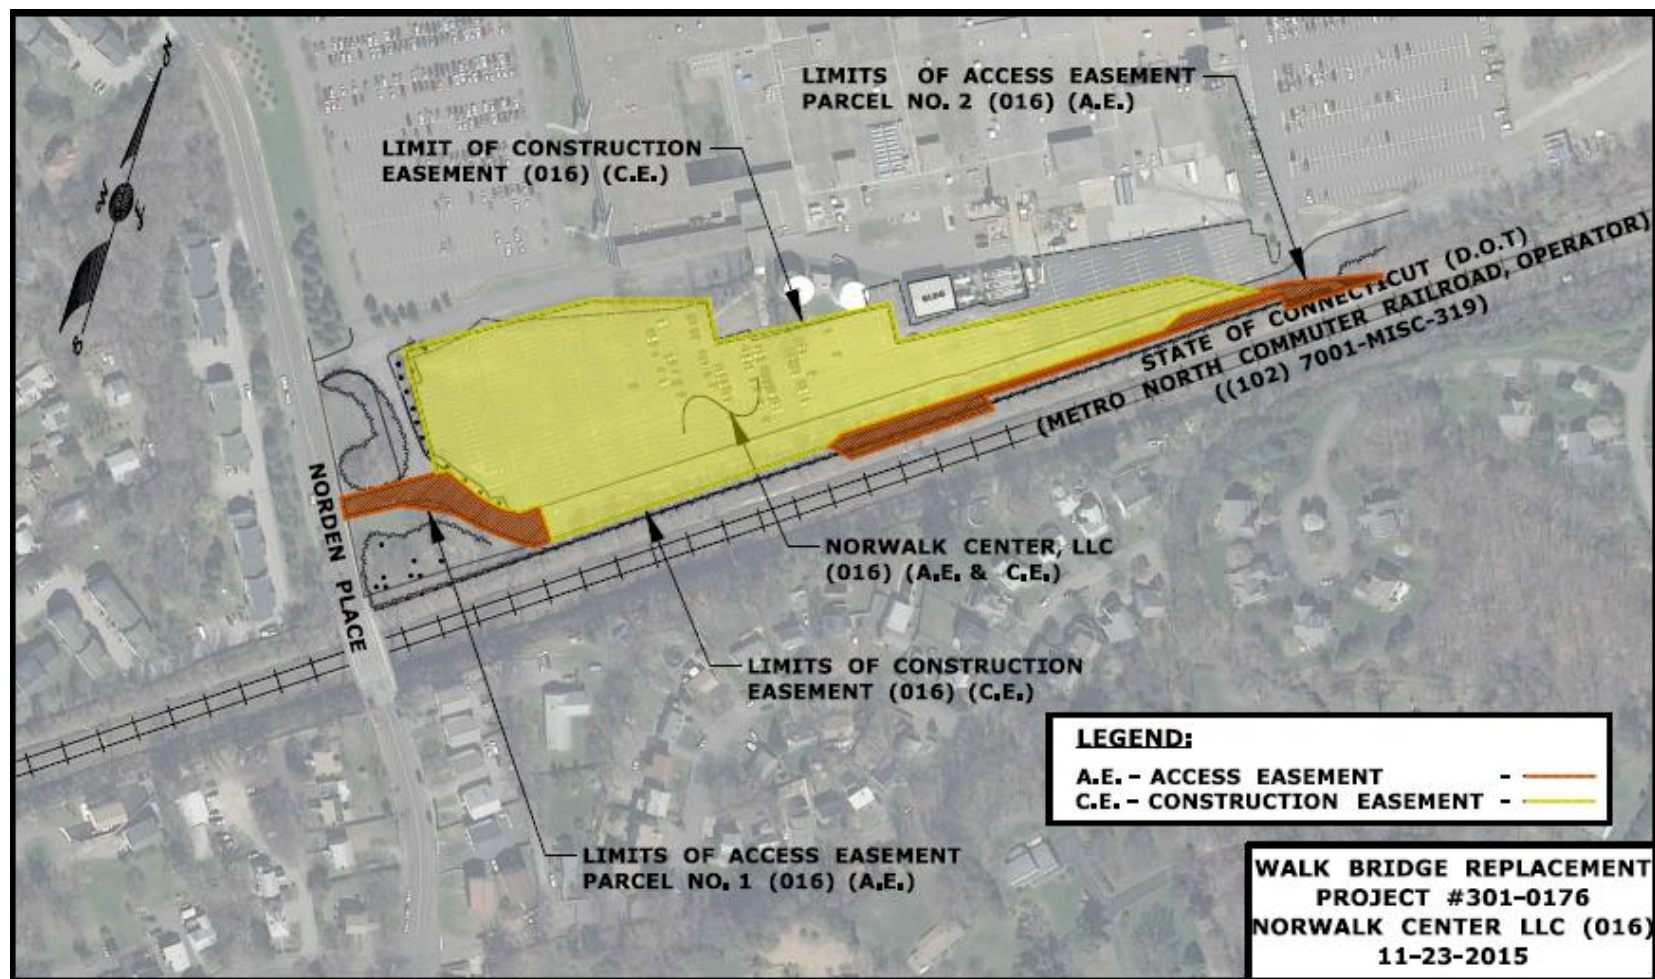 LIMITS OF ACCESS EASEMENT
PARCEL NO. 2 (016) (A.E.)
LIMIT OF CONSTRUCTION
EASEMENT (016) (C.E.)
N
W
E
S
BLDG
STATE OF CONNECTICUT (D.O.T)
(METRO NORTH COMMUTER RAILROAD, OPERATOR)
((102) 7001-MISC-319)
NORDEN PLACE
NORWALK CENTER, LLC
(016) (A.E. & C.E.)
LIMITS OF CONSTRUCTION
EASEMENT (016) (C.E.)
LIMITS OF ACCESS EASEMENT
PARCEL NO. 1 (016) (A.E.)
LEGEND:
A.E. - ACCESS EASEMENT -
C.E. - CONSTRUCTION EASEMENT -
WALK BRIDGE REPLACEMENT
PROJECT #301-0176
NORWALK CENTER LLC (016)
11-23-2015